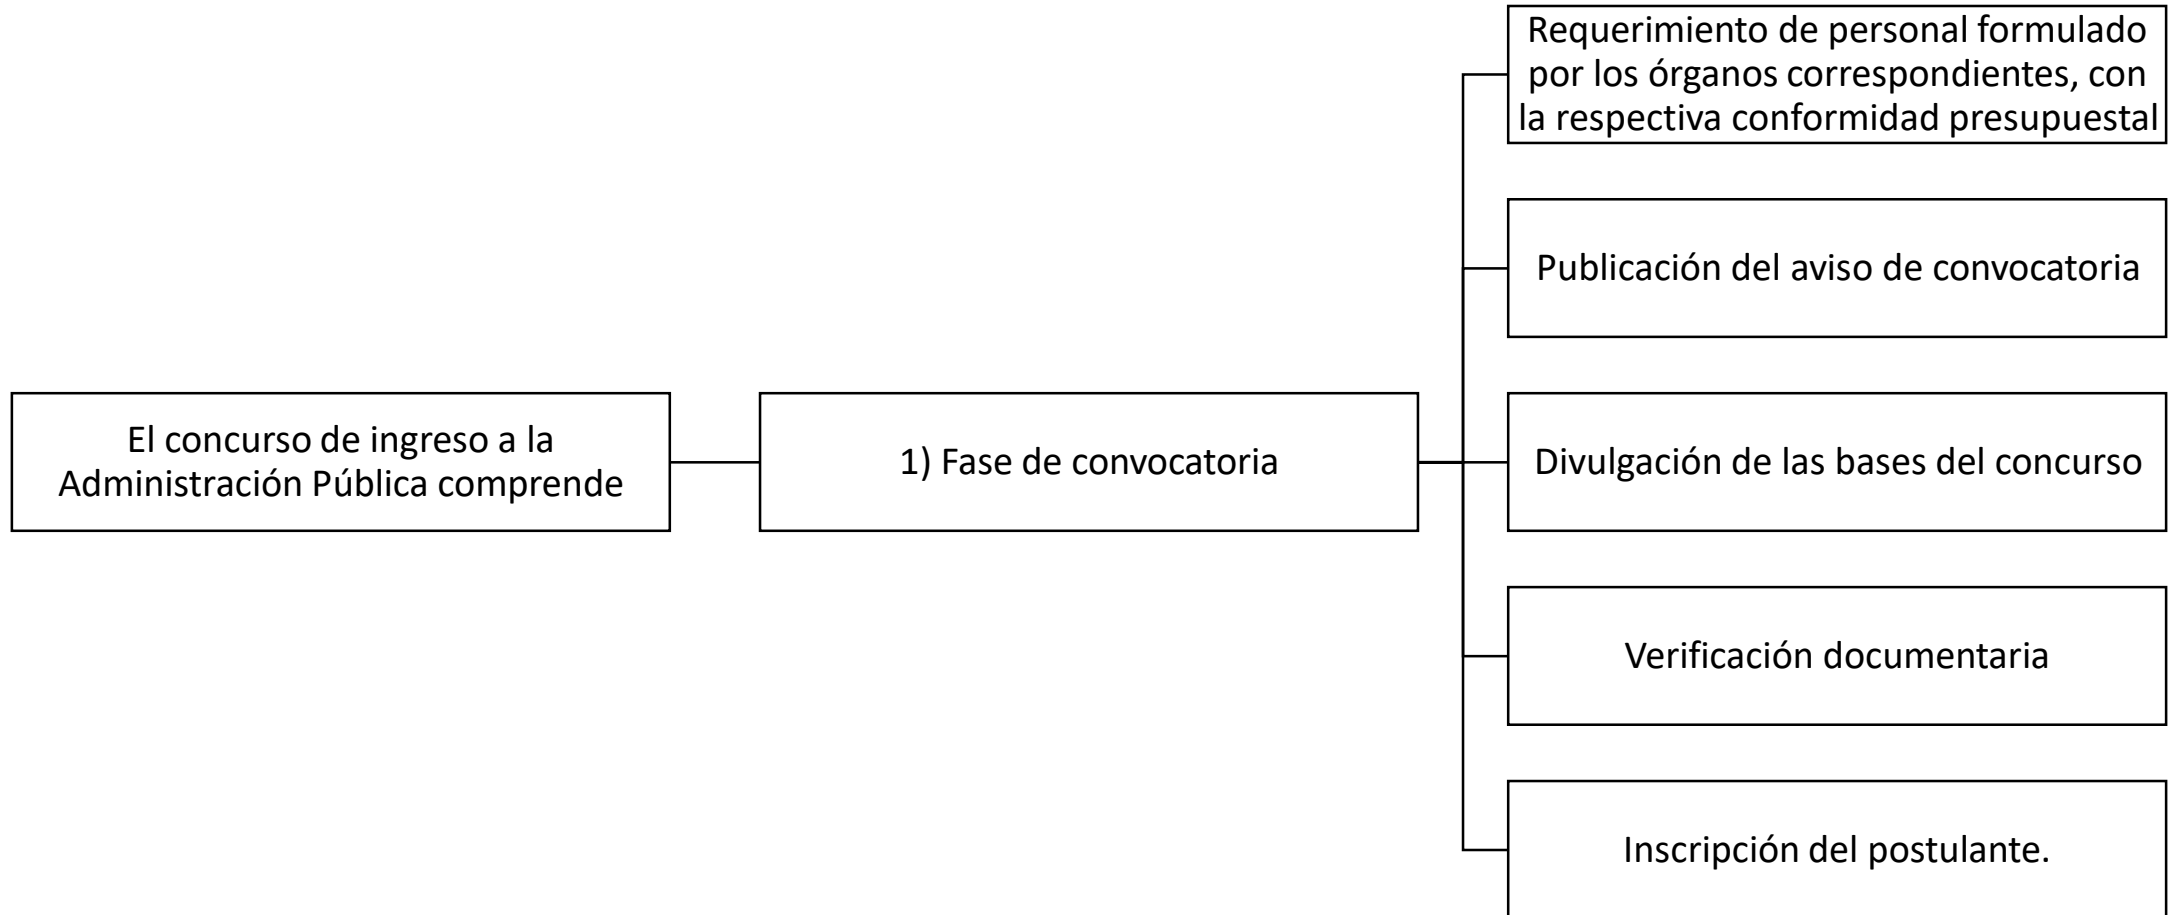 El concurso de ingreso a la
Administración Pública comprende
1) Fase de convocatoria
Requerimiento de personal formulado
por los órganos correspondientes, con
la respectiva conformidad presupuestal
Publicación del aviso de convocatoria
Divulgación de las bases del concurso
Verificación documentaria
Inscripción del postulante.